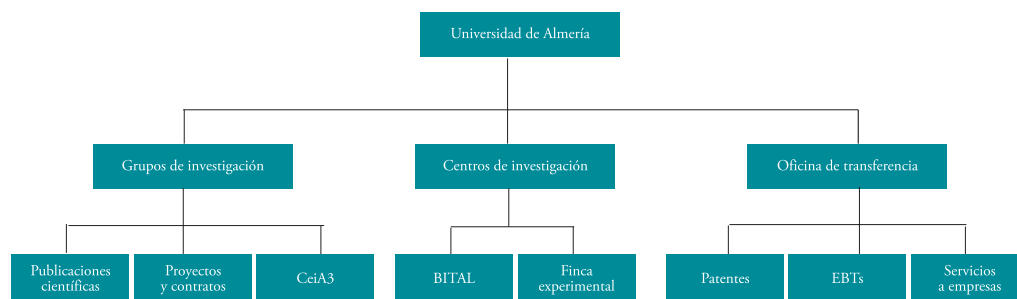 Universidad de Almería
Grupos de investigación
Centros de investigación
Oficina de transferencia
Publicaciones
científicas
Proyectos
y contratos
CeiA3
BITAL
Finca
experimental
Patentes
EBTs
Servicios
a empresas